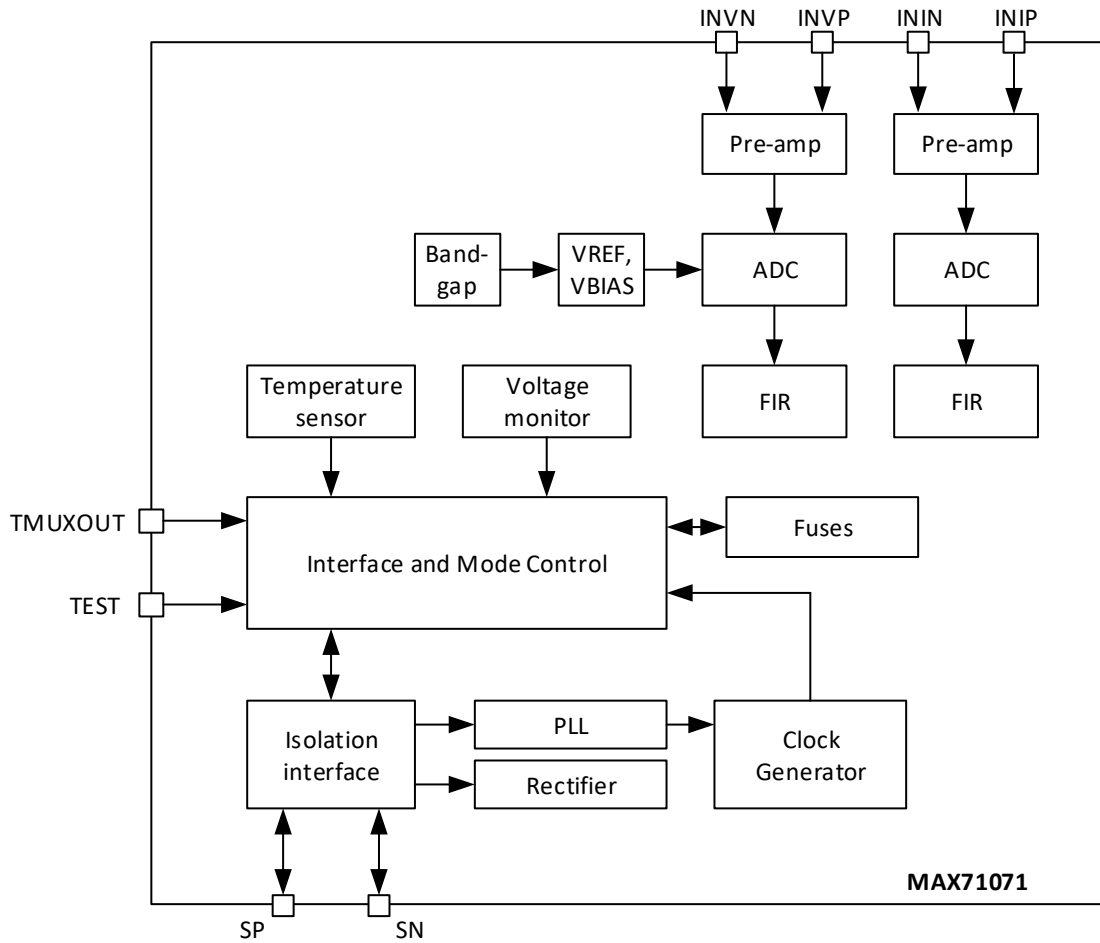 INVN
INVP
ININ
INIP
Pre-amp
Pre-amp
Band-
gap
VREF,
VBIAS
ADC
ADC
Temperature
sensor
Voltage
monitor
FIR
FIR
TMUXOUT
TEST
Interface and Mode Control
Fuses
Isolation
interface
PLL
Rectifier
Clock
Generator
MAX71071
SP
SN